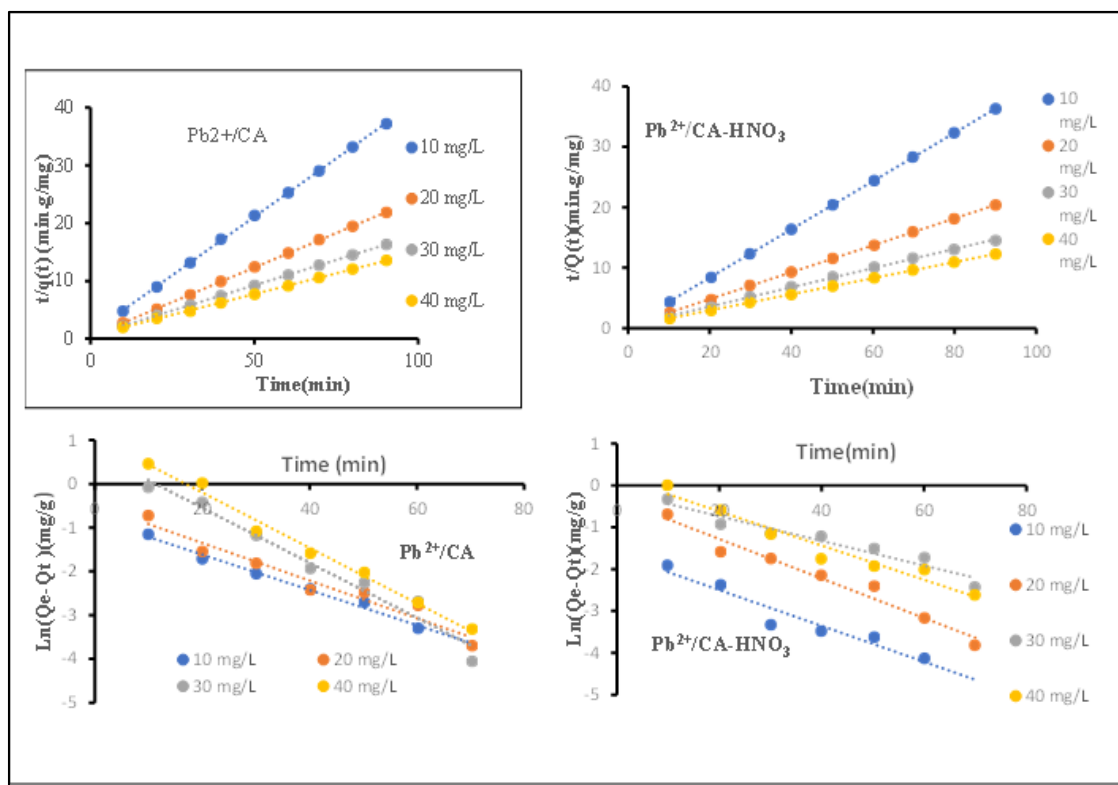 Pb2+/CA
t/q(t) (min.g/mg)
40
30
20
10
0
0
50
100
Time(min)
10 mg/L
20 mg/L
30 mg/L
40 mg/L
Pb 2+/CA-HNO3
t/Q(t)(min.g/mg)
40
30
20
10
0
0
20
40
60
80
100
Time(min)
10
mg/L
20
mg/L
30
mg/L
40
mg/L
Ln(Qe-Qt )(mg/g)
1
0
-1
-2
-3
-4
-5
0
20
40
60
80
Time (min)
Pb 2+/CA
10 mg/L
20 mg/L
30 mg/L
40 mg/L
Ln(Qe-Qt)(mg/g)
1
0
-1
-2
-3
-4
-5
0
20
40
60
80
Time(min)
Pb2+/CA-HNO3
10 mg/L
20 mg/L
30 mg/L
40 mg/L